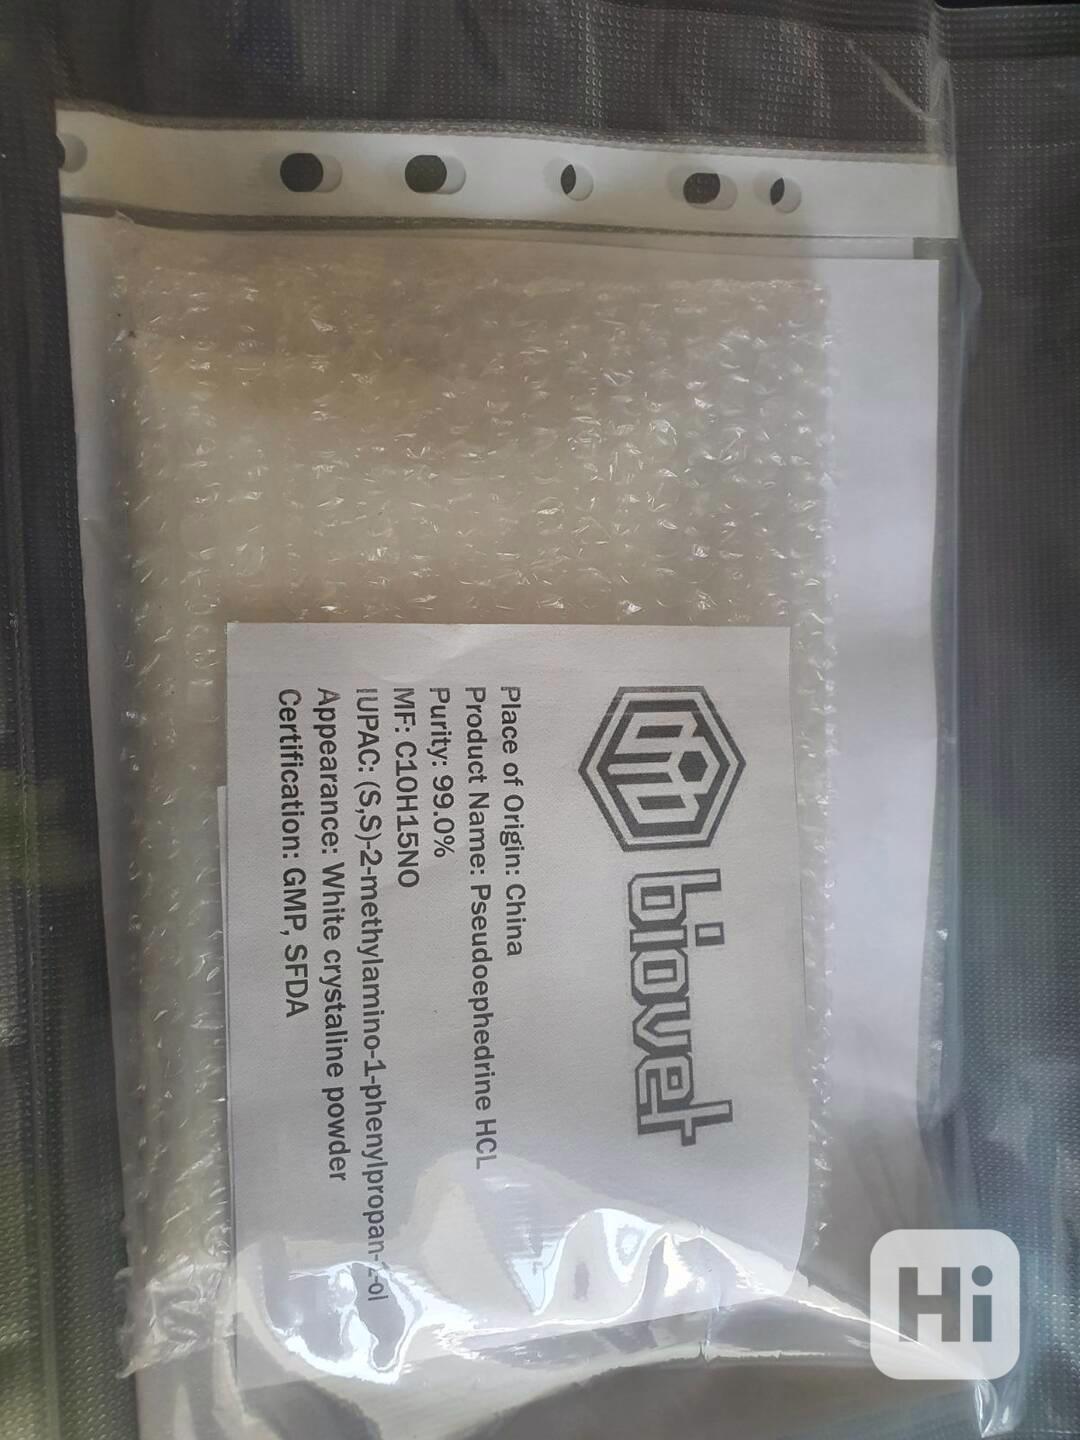 biovet
Place of Origin: China
Product Name: Pseudoephedrine HCL
Purity: 99.0%
MF: C10H15NO
IUPAC: (S,S)-2-methylamino-1-phenylpropan-1-ol
Appearance: White crystaline powder
Certification: GMP, SFDA
Hi